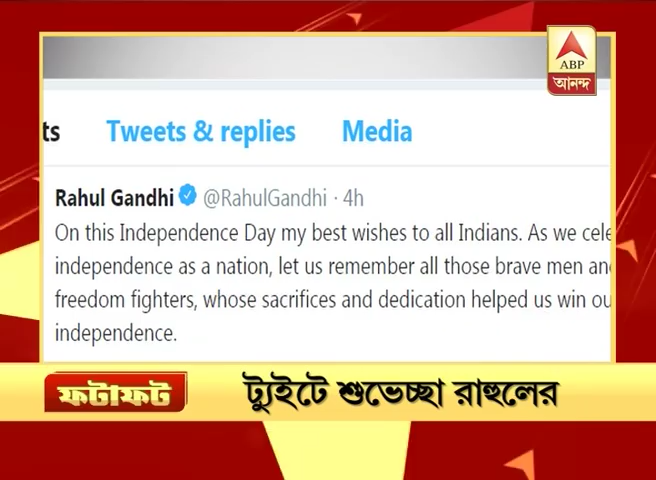 ABP
আনন্দ
ts Tweets & replies Media
Rahul Gandhi @RahulGandhi · 4h
On this Independence Day my best wishes to all Indians. As we cele
independence as a nation, let us remember all those brave men an
freedom fighters, whose sacrifices and dedication helped us win ou
independence.
ফটাফট ট্যুইটে শুভেচ্ছা রাহুলের